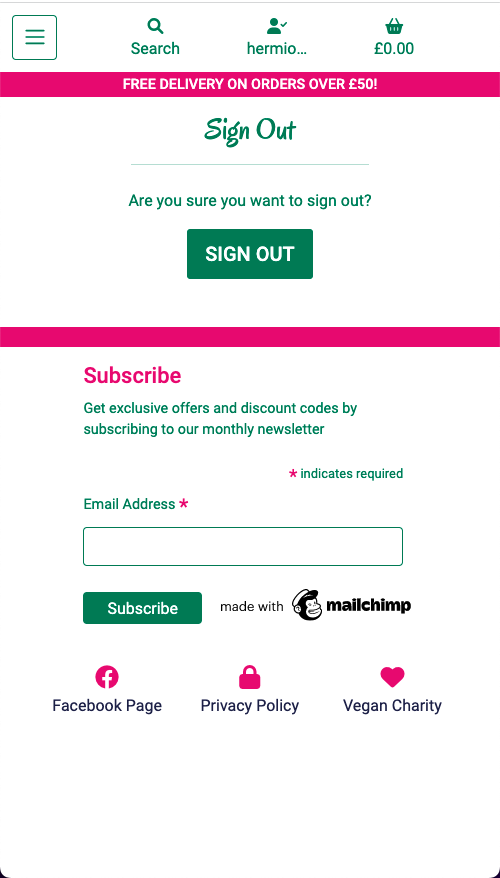 Search
hermio...
£0.00
FREE DELIVERY ON ORDERS OVER £50!
Sign Out
Are you sure you want to sign out?
SIGN OUT
Subscribe
Get exclusive offers and discount codes by
subscribing to our monthly newsletter
* indicates required
Email Address *
Subscribe
made with mailchimp
Facebook Page
Privacy Policy
Vegan Charity